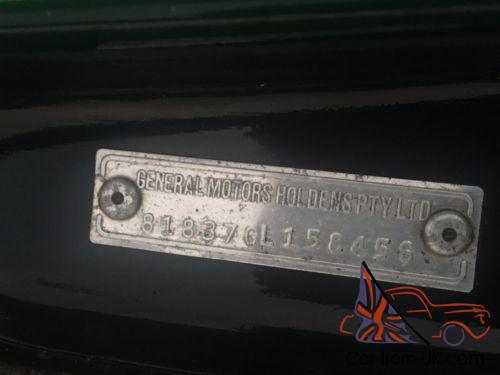 GENERAL MOTORS HOLDENS PTY LTD
81837GL158456
Car-from-UK.com